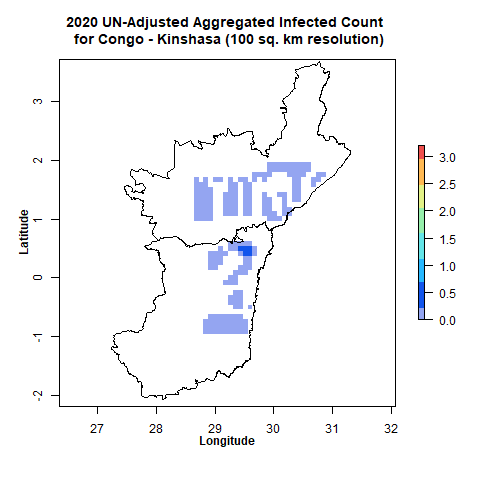 2020 UN-Adjusted Aggregated Infected Count
for Congo - Kinshasa (100 sq. km resolution)
Latitude
3
2
1
0
-1
-2
27 28 29 30 31 32
Longitude
3.0
2.5
2.0
1.5
1.0
0.5
0.0